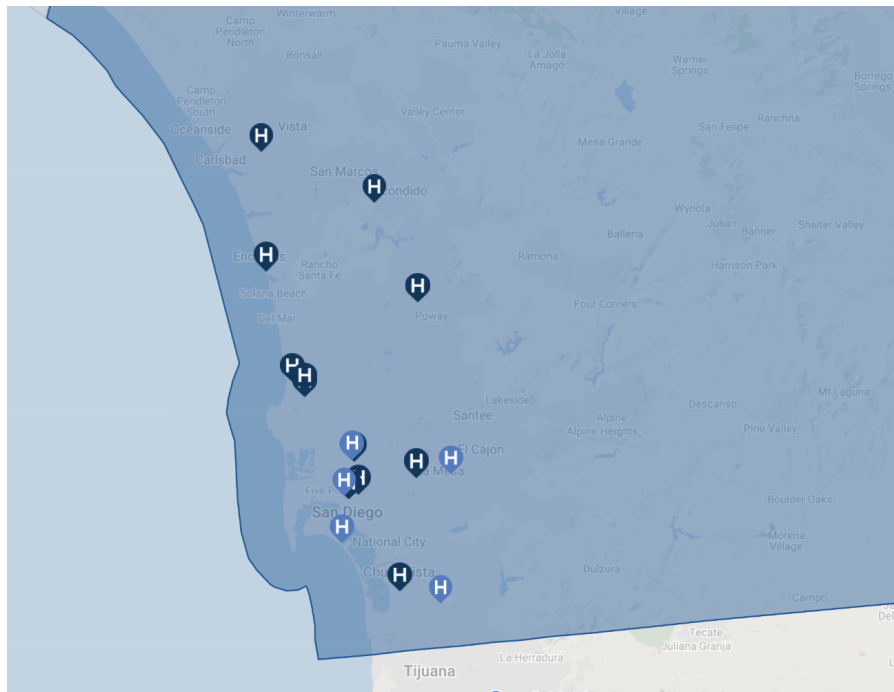 Camp
Pendleton
North
Winterwarm
Village
Bonsall
Pauma Valley
La Jolla
Amago
Warner
Springs
Borrego
Springs
Camp
Pendleton
South
Valley Center
Ranchita
Oceanside
H
Vista
San Felipe
Mesa Grande
Carlsbad
San Marcos
H
Wynola
Julian
Shelter Valley
Banner
Ballena
H
Ramona
Rancho
Santa Fe
Harrison Park
Solana Beach
H
Four Corners
Del Mar
Poway
H
H
Mt Laguna
Lakeside
Descanso
Santee
Alpine
Alpine Heights
Pine Valley
H
El Cajon
H
H
H
H
Five Po
Boulder Oaks
San Diego
H
National City
Morena
Village
H
Dulzura
H
Campo
Tecate
Juliana Granja
La Herradura
Tijuana